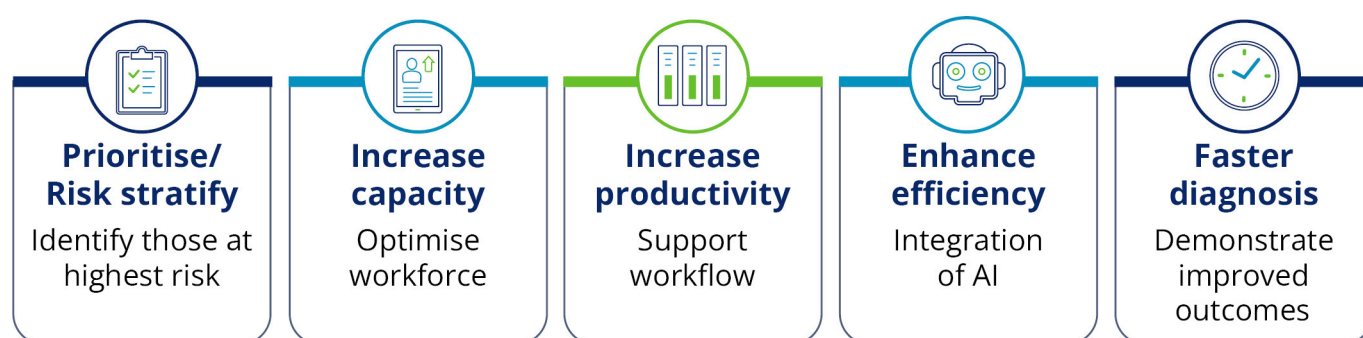 Prioritise/
Risk stratify
Identify those at
highest risk
Increase
capacity
Optimise
workforce
Increase
productivity
Support
workflow
Enhance
efficiency
Integration
of AI
Faster
diagnosis
Demonstrate
improved
outcomes